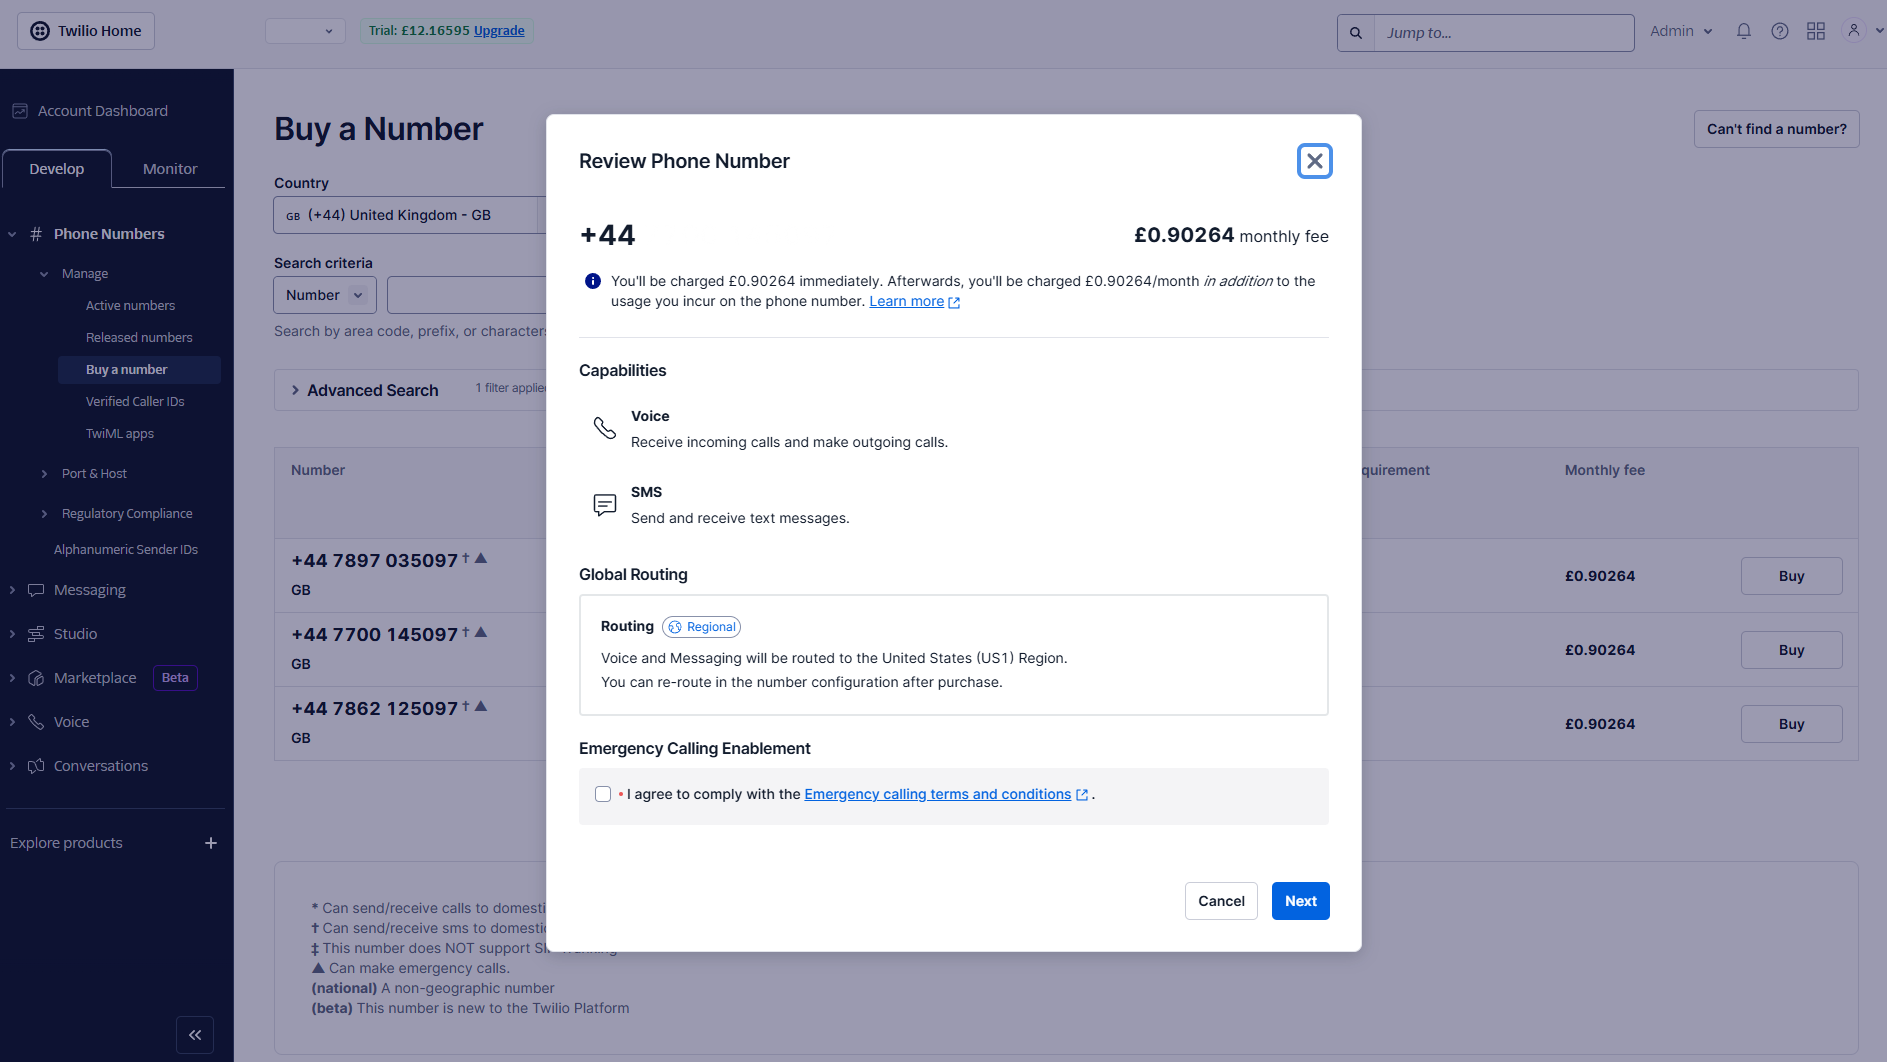 Twilio Home
Trial: £12.16595 Upgrade
Jump to...
Admin
Account Dashboard
Develop
Monitor
Phone Numbers
Manage
Active numbers
Released numbers
Buy a number
Verified Caller IDs
TwiML apps
Port & Host
Regulatory Compliance
Alphanumeric Sender IDs
Messaging
Studio
Marketplace Beta
Voice
Conversations
Explore products
Buy a Number
Can't find a number?
Country
GB (+44) United Kingdom - GB
Search criteria
Number
Search by area code, prefix, or characters
Advanced Search
1 filter applied
Number
Monthly fee
+44 7897 035097 † ▲
GB
£0.90264
Buy
+44 7700 145097 † ▲
GB
£0.90264
Buy
+44 7862 125097 † ▲
GB
£0.90264
Buy
* Can send/receive calls to domesti
† Can send/receive sms to domestic
‡ This number does NOT support
▲ Can make emergency calls.
(national) A non-geographic number
(beta) This number is new to the Twilio Platform
Review Phone Number
+44
£0.90264 monthly fee
You'll be charged £0.90264 immediately. Afterwards, you'll be charged £0.90264/month in addition to the
usage you incur on the phone number. Learn more
Capabilities
Voice
Receive incoming calls and make outgoing calls.
SMS
Send and receive text messages.
Global Routing
Routing Regional
Voice and Messaging will be routed to the United States (US1) Region.
You can re-route in the number configuration after purchase.
Emergency Calling Enablement
• I agree to comply with the Emergency calling terms and conditions .
Cancel
Next